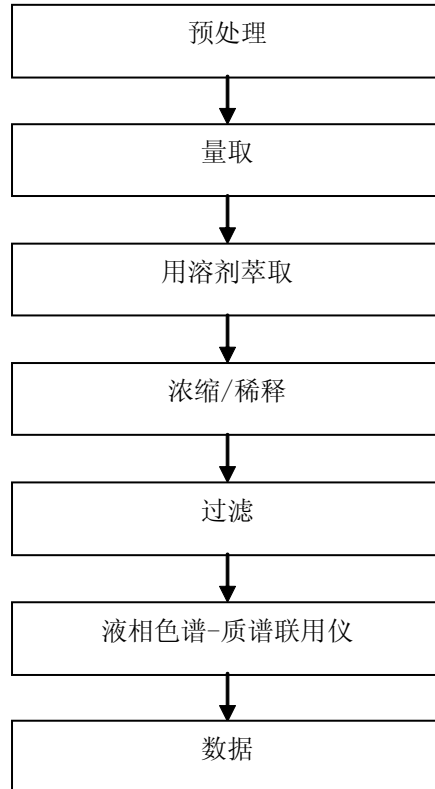 预处理
量取
用溶剂萃取
浓缩/稀释
过滤
液相色谱-质谱联用仪
数据